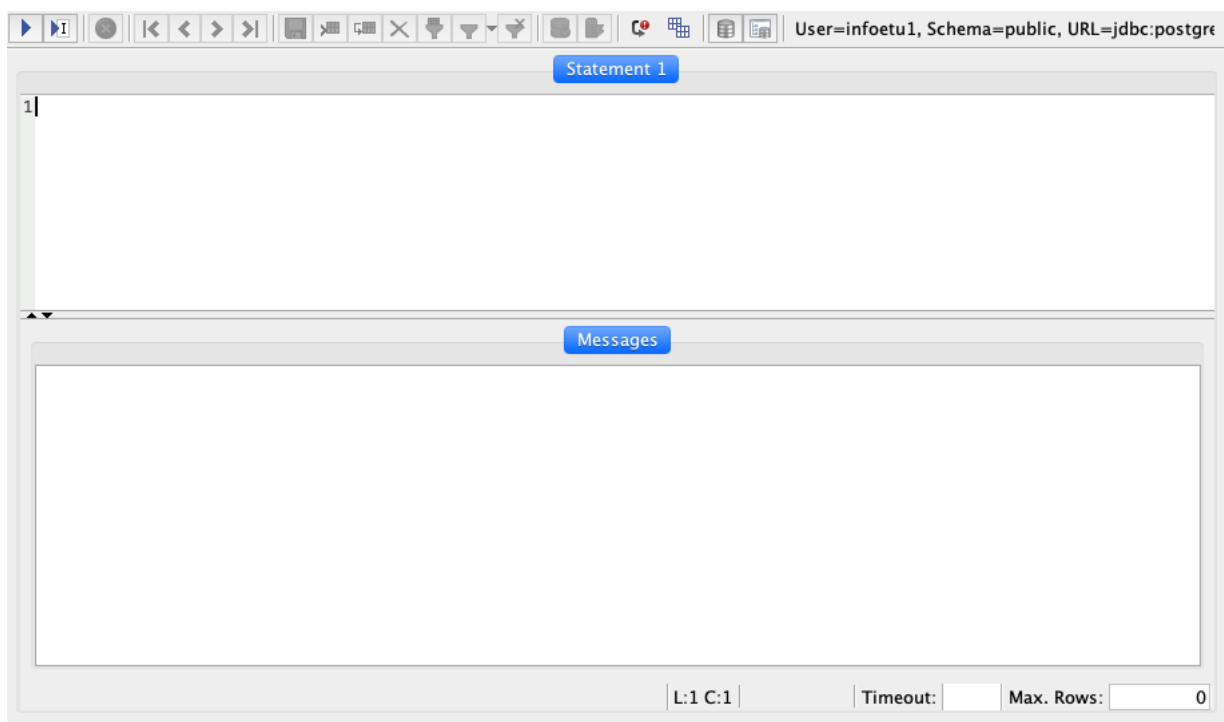 User=infoetu1, Schema=public, URL=jdbc:postgre
Statement 1
1
Messages
L:1 C:1 Timeout: Max. Rows: 0